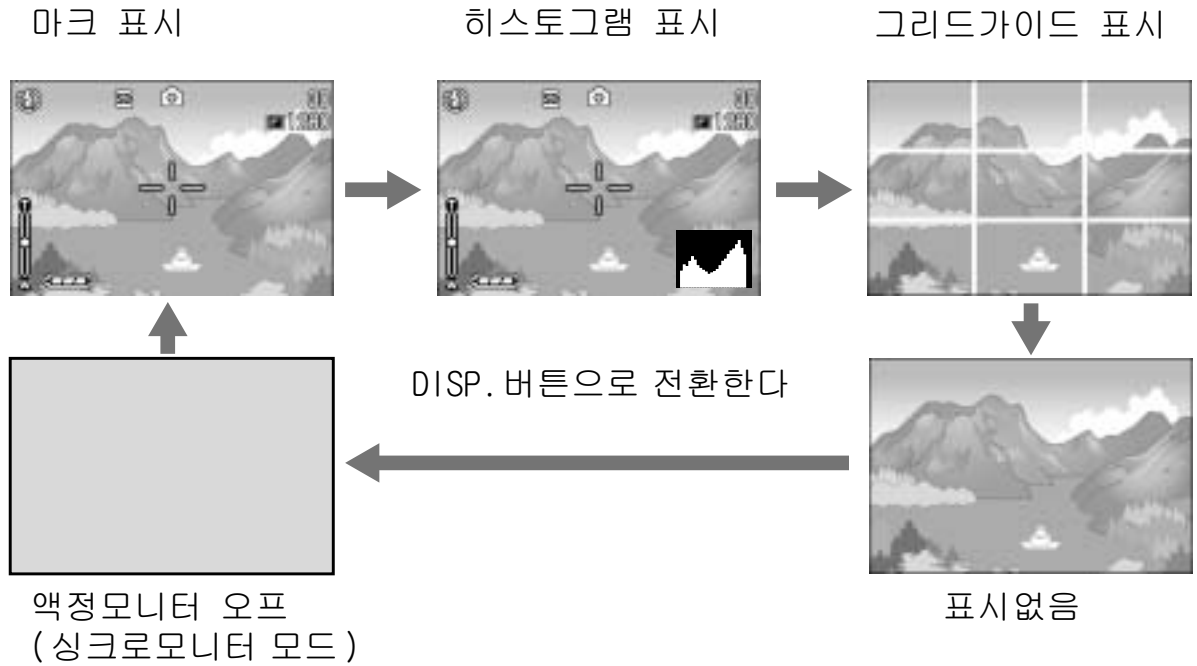 마크 표시
히스토그램 표시
그리드가이드 표시
DISP.버튼으로 전환한다
액정모니터 오프
(싱크로모니터 모드)
표시없음